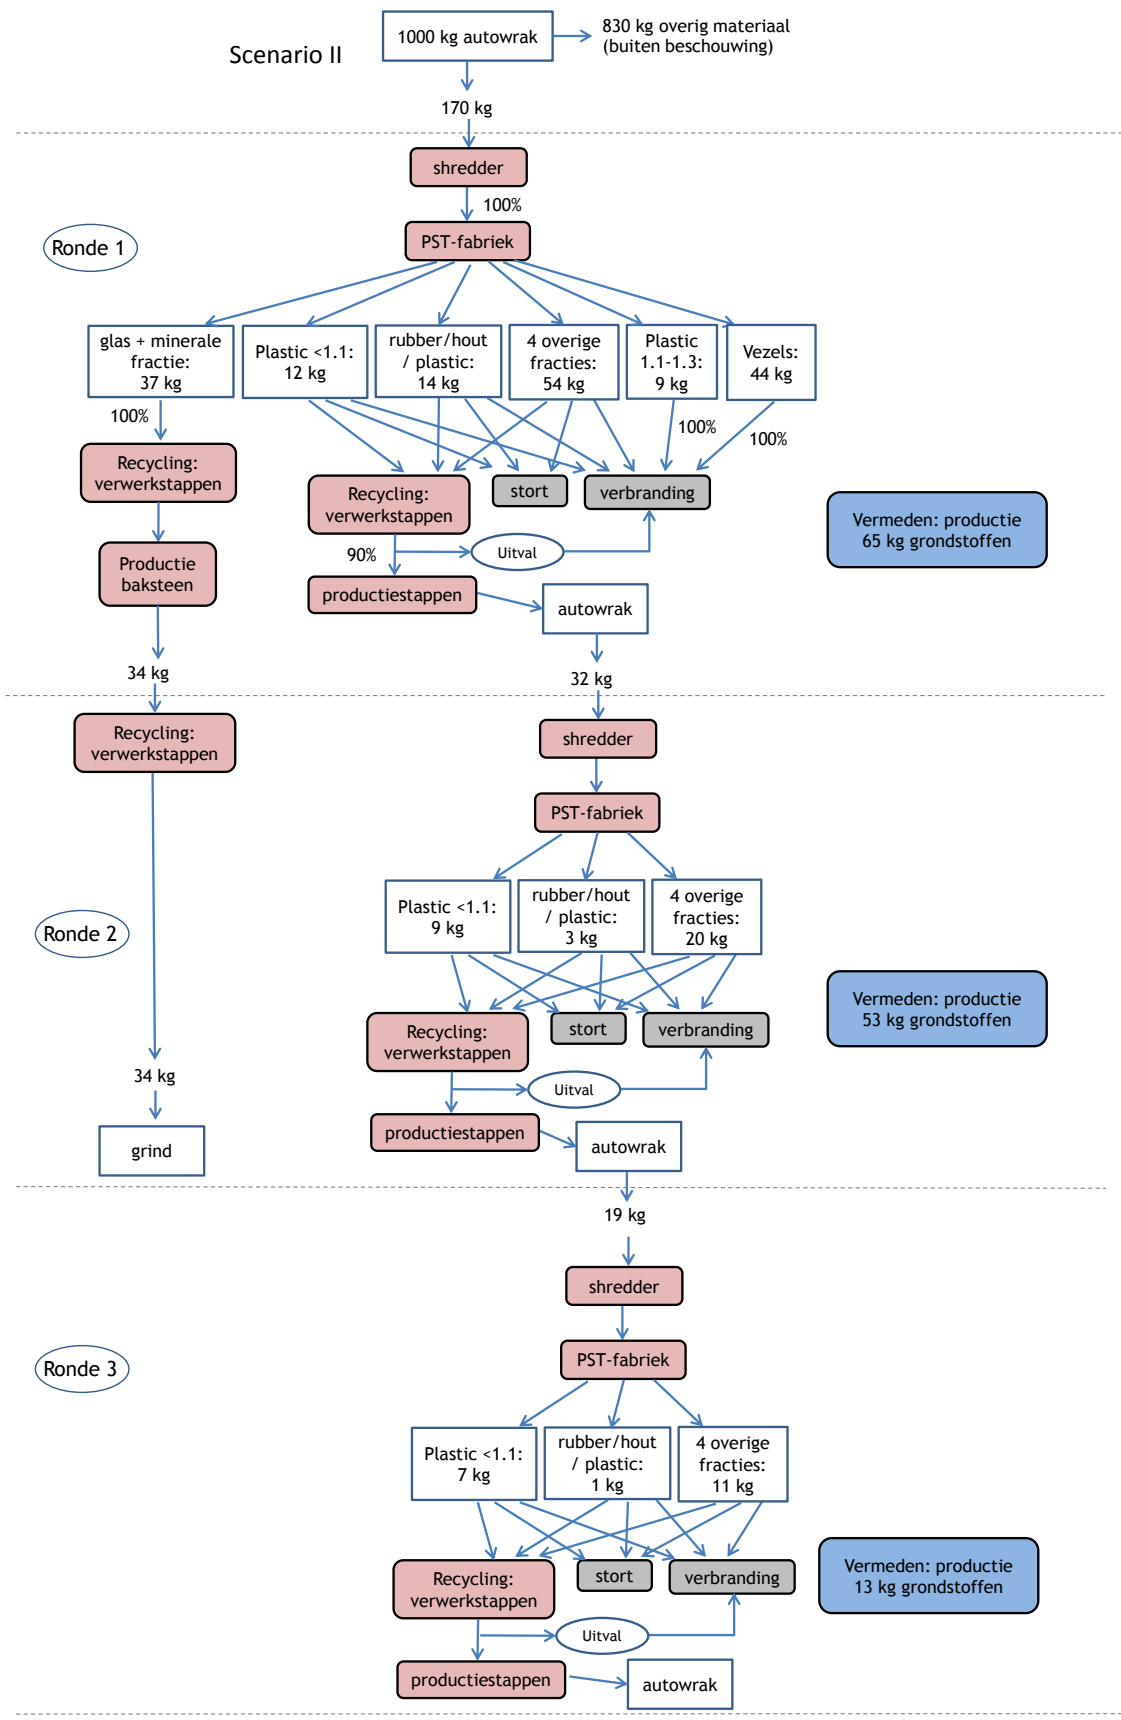 Scenario II
1000 kg autowrak
830 kg overig materiaal
(buiten beschouwing)
170 kg
shredder
100%
PST-fabriek
Ronde 1
glas + minerale
fractie:
37 kg
Plastic <1.1:
12 kg
rubber/hout
/ plastic:
14 kg
4 overige
fracties:
54 kg
Plastic
1.1-1.3:
9 kg
Vezels:
44 kg
100%
100%
100%
Recycling:
verwerkstappen
Recycling:
verwerkstappen
stort
verbranding
Vermeden: productie
65 kg grondstoffen
90%
Uitval
Productie
baksteen
productiestappen
autowrak
34 kg
32 kg
Recycling:
verwerkstappen
shredder
PST-fabriek
Ronde 2
Plastic <1.1:
9 kg
rubber/hout
/ plastic:
3 kg
4 overige
fracties:
20 kg
Recycling:
verwerkstappen
stort
verbranding
Vermeden: productie
53 kg grondstoffen
34 kg
Uitval
grind
productiestappen
autowrak
19 kg
shredder
PST-fabriek
Ronde 3
Plastic <1.1:
7 kg
rubber/hout
/ plastic:
1 kg
4 overige
fracties:
11 kg
Recycling:
verwerkstappen
stort
verbranding
Vermeden: productie
13 kg grondstoffen
Uitval
productiestappen
autowrak